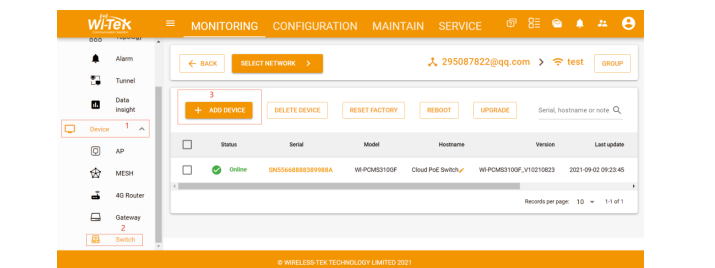 Wi-Tek
MONITORING CONFIGURATION MAINTAIN SERVICE
Topology
Alarm
Tunnel
Data
insight
Device 1
AP
MESH
4G Router
Gateway
2
Switch
BACK SELECT NETWORK >
295087822@qq.com > test GROUP
3
+ ADD DEVICE DELETE DEVICE RESET FACTORY REBOOT UPGRADE Serial, hostname or note
Status Serial Model Hostname Version Last update
Online SN55668888389988A WI-PCMS310GF Cloud PoE Switch WI-PCMS310GF_V10210823 2021-09-02 09:23:45
Records per page: 10 1-1 of 1
© WIRELESS-TEK TECHNOLOGY LIMITED 2021